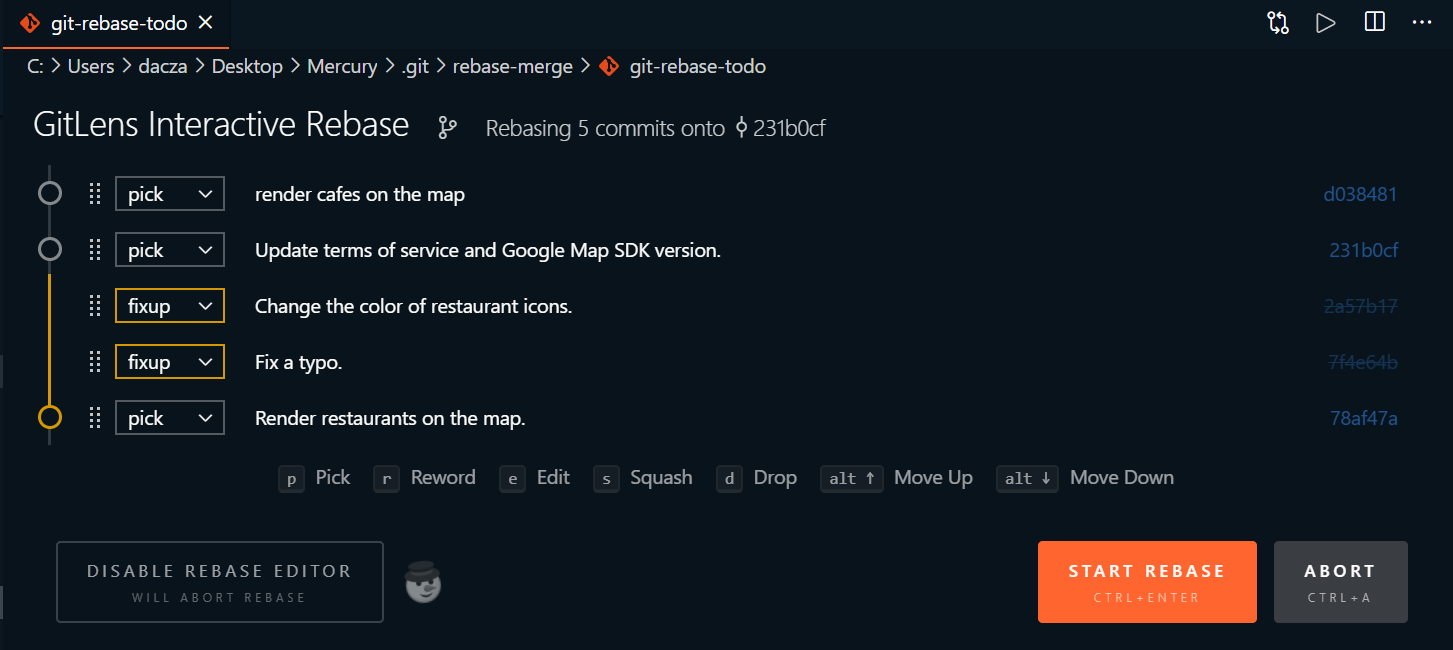 git-rebase-todo
C: > Users > dacza > Desktop > Mercury > .git > rebase-merge > git-rebase-todo
GitLens Interactive Rebase Rebasing 5 commits onto 231b0cf
pick render cafes on the map d038481
pick Update terms of service and Google Map SDK version. 231b0cf
fixup Change the color of restaurant icons. 2a57b17
fixup Fix a typo. 7f4e64b
pick Render restaurants on the map. 78af47a
p Pick r Reword e Edit s Squash d Drop alt ↑ Move Up alt ↓ Move Down
DISABLE REBASE EDITOR
WILL ABORT REBASE
START REBASE
CTRL+ENTER
ABORT
CTRL+A